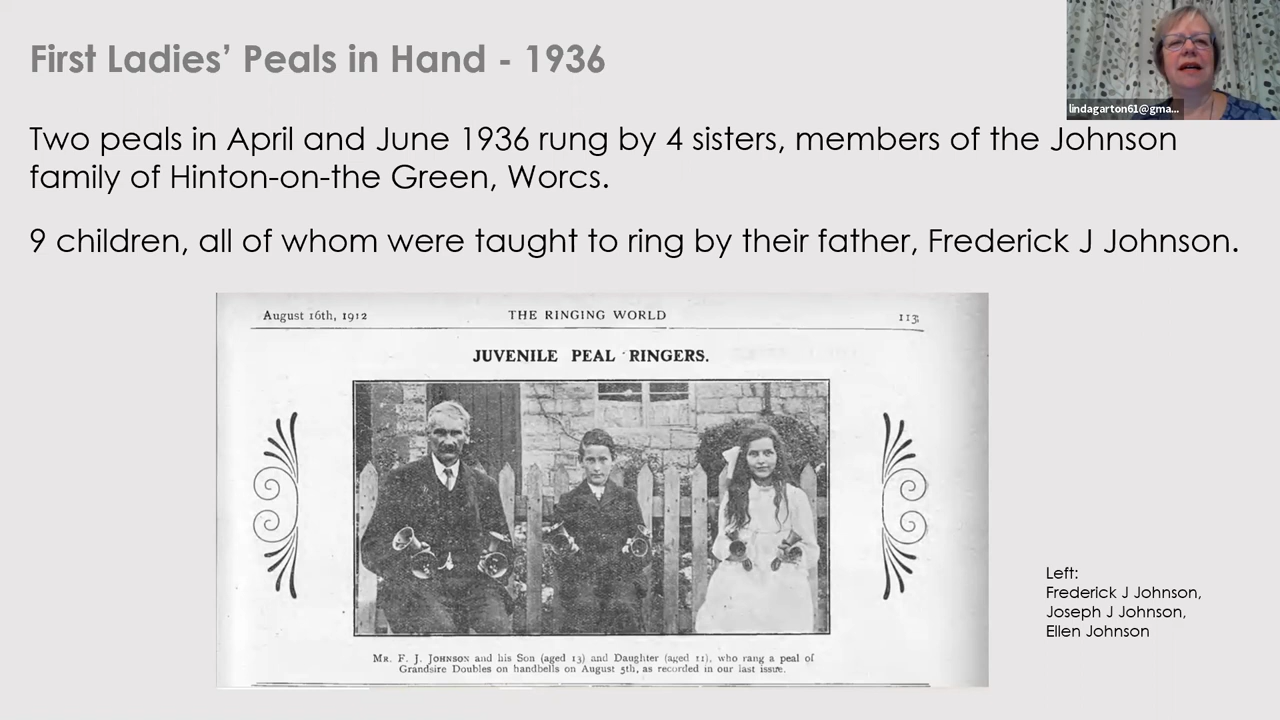 First Ladies’ Peals in Hand - 1936
lindagarton61@gma...
Two peals in April and June 1936 rung by 4 sisters, members of the Johnson
family of Hinton-on-the Green, Worcs.
9 children, all of whom were taught to ring by their father, Frederick J Johnson.
August 16th, 1912 THE RINGING WORLD 113
JUVENILE PEAL RINGERS.
MR. F. J. JOHNSON and his Son (aged 13) and Daughter (aged 11), who rang a peal of
Grandsire Doubles on handbells on August 5th, as recorded in our last issue.
Left:
Frederick J Johnson,
Joseph J Johnson,
Ellen Johnson